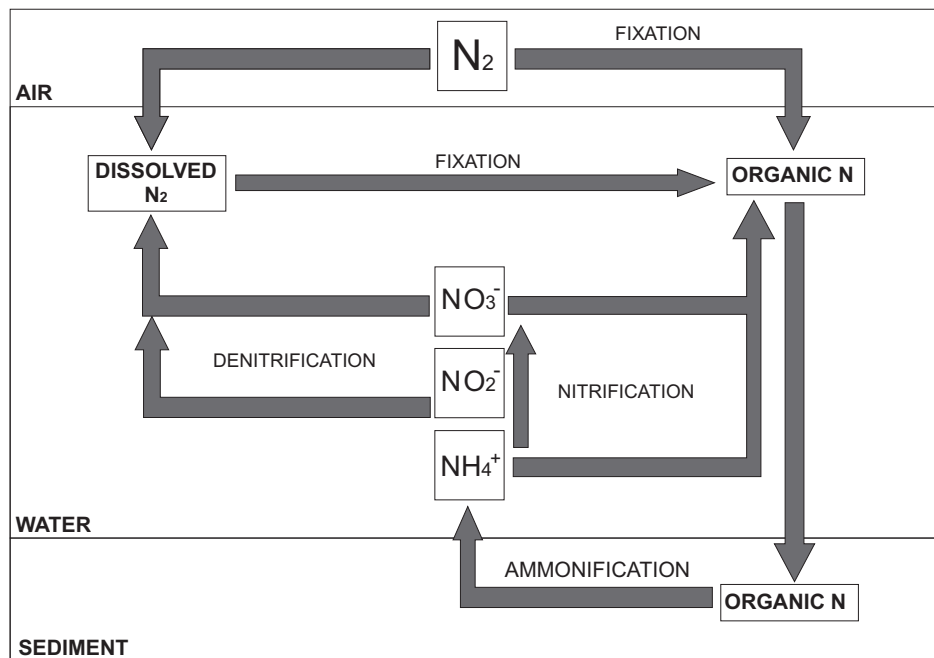 FIXATION
N₂
AIR
DISSOLVED
N₂
FIXATION
ORGANIC N
NO₃⁻
DENITRIFICATION
NO₂⁻
NITRIFICATION
NH₄⁺
WATER
AMMONIFICATION
ORGANIC N
SEDIMENT